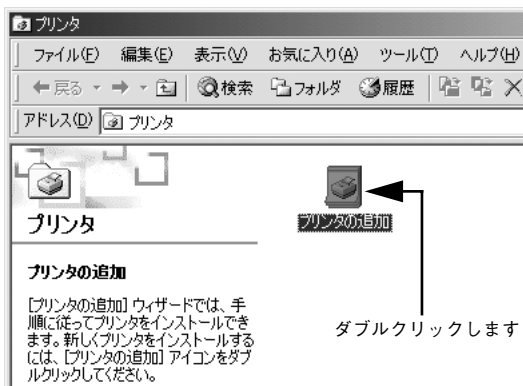 プリンタ
ファイル(F) 編集(E) 表示(V) お気に入り(A) ツール(T) ヘルプ(H)
戻る 検索 フォルダ 履歴
アドレス(D) プリンタ
プリンタ
プリンタの追加
プリンタの追加
[プリンタの追加] ウィザードでは、手
順に従ってプリンタをインストールでき
ます。新しくプリンタをインストールする
には、[プリンタの追加] アイコンをダブ
ルクリックしてください。
ダブルクリックします